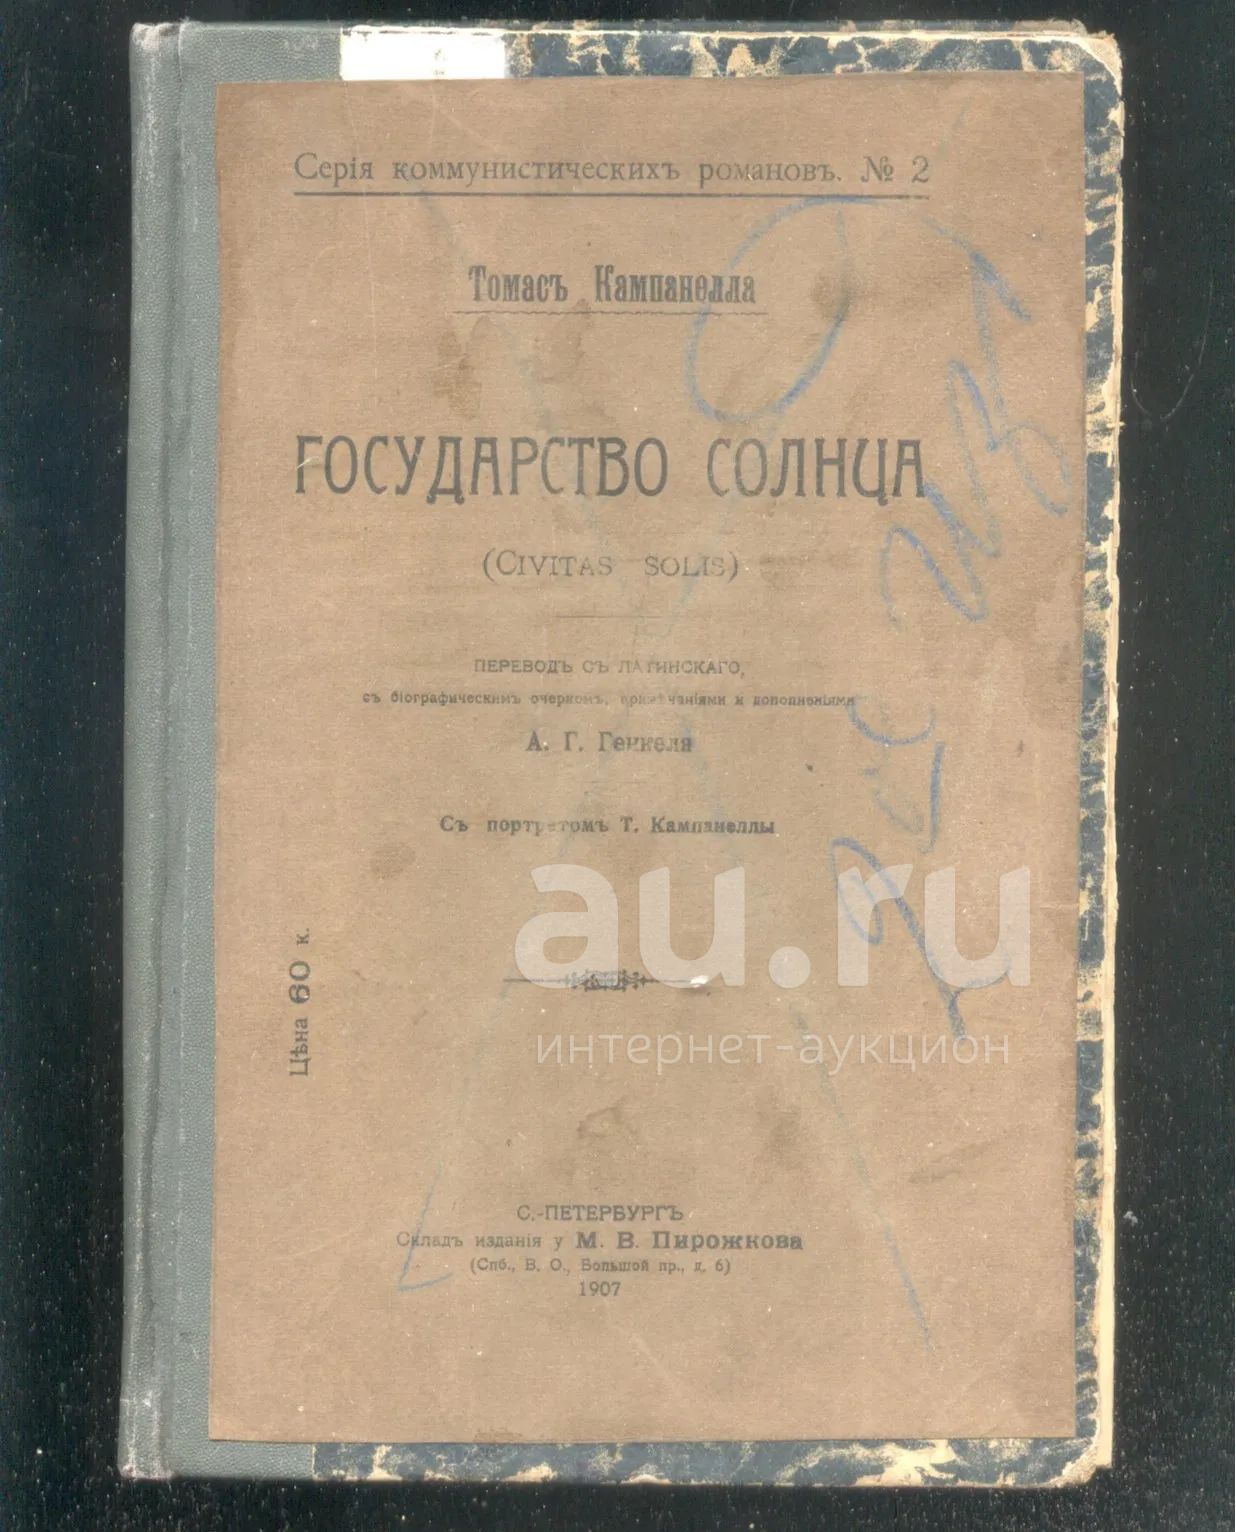 Серія коммунистическихъ романовъ. № 2
Томасъ Кампанелла
ГОСУДАРСТВО СОЛНЦА
(CIVITAS SOLIS)
ПЕРЕВОДЪ СЪ ЛАТИНСКАГО,
съ біографическимъ очеркомъ, примѣчаніями и дополненіями
А. Г. Генкеля
Съ портретомъ Т. Кампанеллы
au.ru
интернет-аукцион
Цѣна 60 к.
С.-ПЕТЕРБУРГЪ
Складъ изданія у М. В. Пирожкова
(Спб., В. О., Большой пр., д. 6)
1907